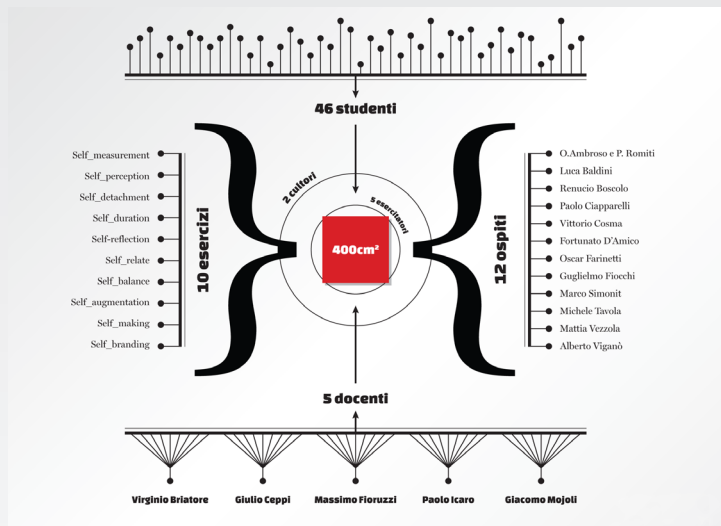 46 studenti
Self_measurement
Self_perception
Self_detachment
Self_duration
Self-reflection
Self_relate
Self_balance
Self_augmentation
Self_making
Self_branding
10 esercizi
2 cultori
5 esercitatori
400cm²
12 ospiti
O.Ambroso e P. Romiti
Luca Baldini
Renucio Boscolo
Paolo Ciapparelli
Vittorio Cosma
Fortunato D'Amico
Oscar Farinetti
Guglielmo Fiocchi
Marco Simonit
Michele Tavola
Mattia Vezzola
Alberto Viganò
5 docenti
Virginio Briatore
Giulio Ceppi
Massimo Fioruzzi
Paolo Icaro
Giacomo Mojoli